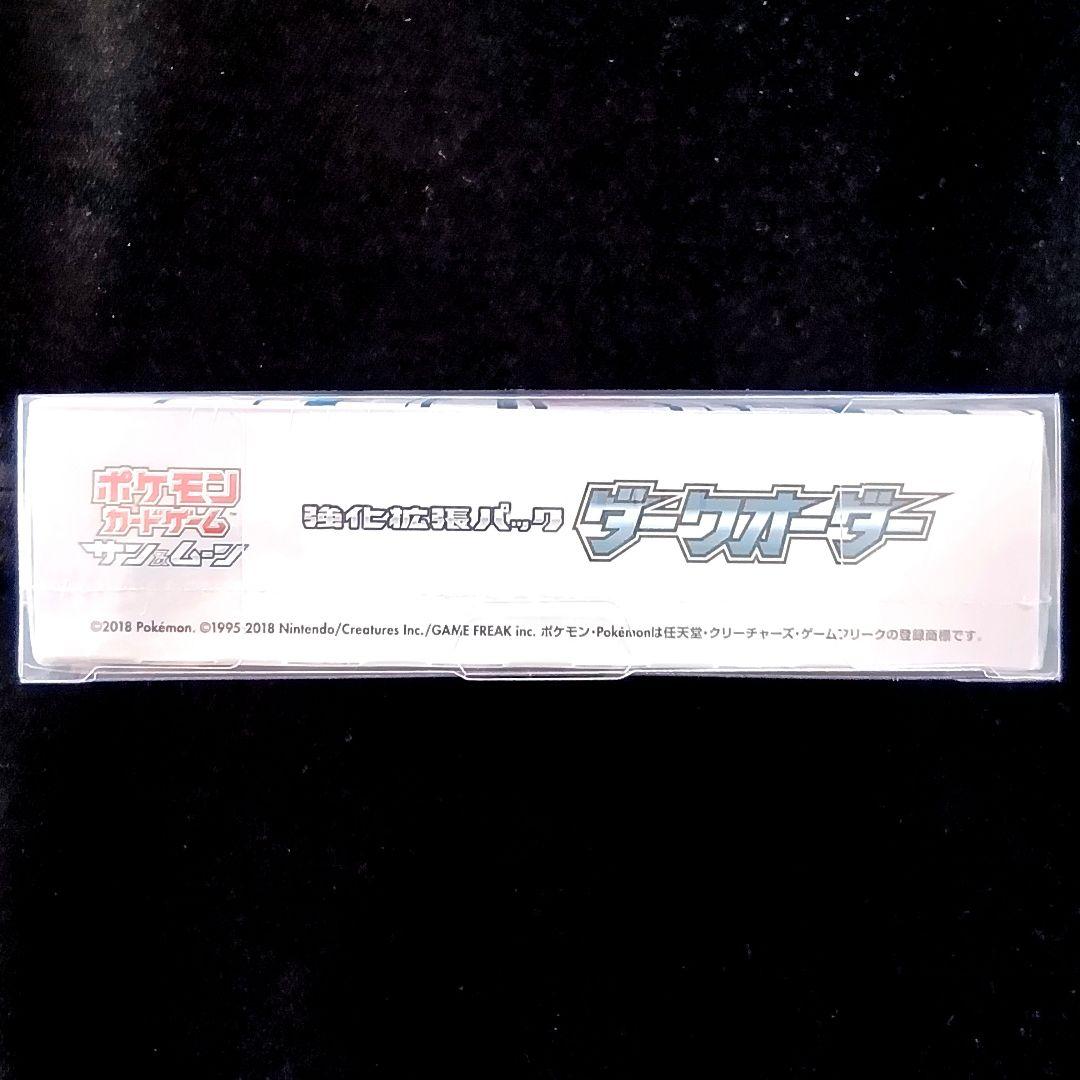 ポケモン
カードゲーム™
サン&ムーン
強化拡張パック ダークオーダー
©2018 Pokémon. ©1995 2018 Nintendo/Creatures Inc./GAME FREAK inc. ポケモン・Pokémonは任天堂・クリーチャーズ・ゲームフリークの登録商標です。